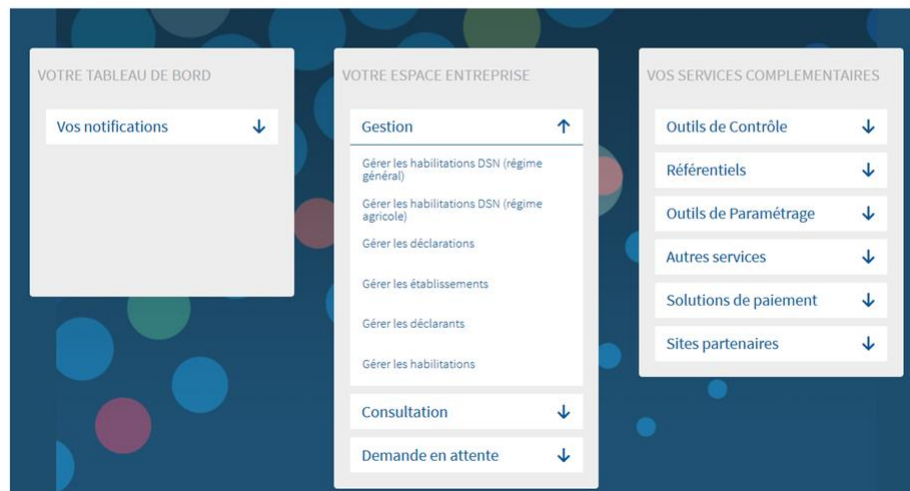 VOTRE TABLEAU DE BORD
Vos notifications
VOTRE ESPACE ENTREPRISE
Gestion
Gérer les habilitations DSN (régime
général)
Gérer les habilitations DSN (régime
agricole)
Gérer les déclarations
Gérer les établissements
Gérer les déclarants
Gérer les habilitations
Consultation
Demande en attente
VOS SERVICES COMPLEMENTAIRES
Outils de Contrôle
Référentiels
Outils de Paramétrage
Autres services
Solutions de paiement
Sites partenaires